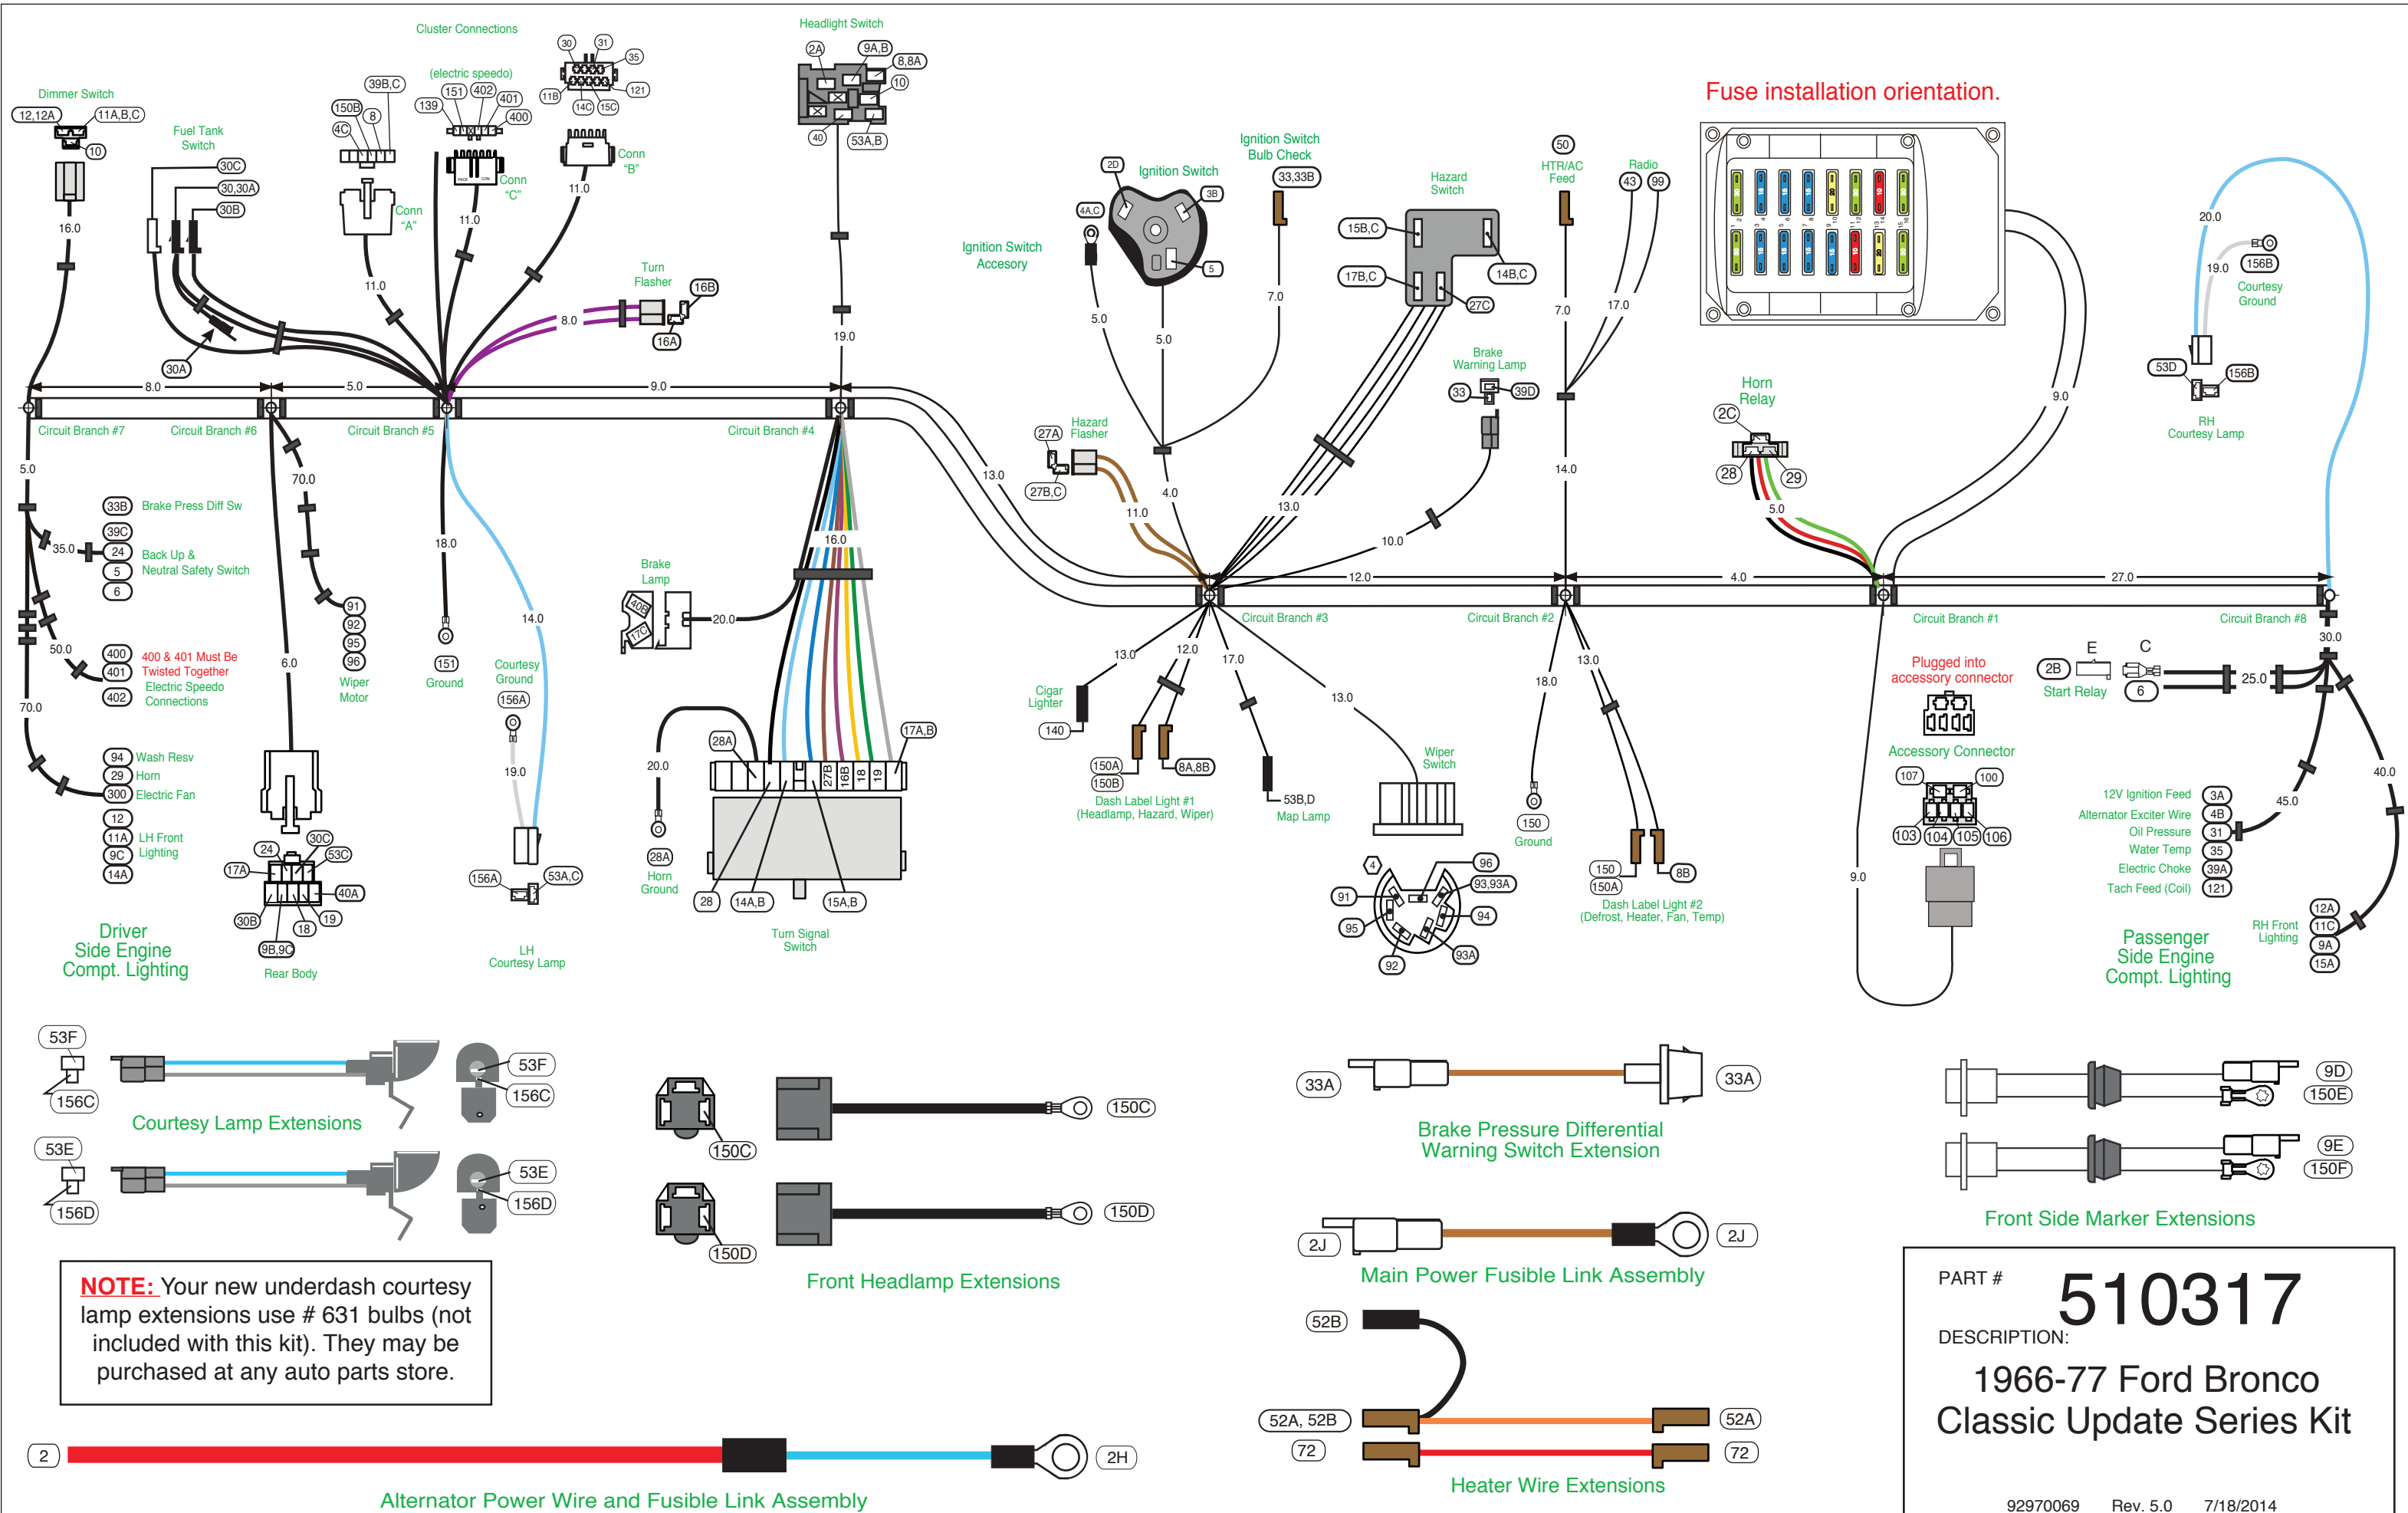 Cluster Connections
(electric speedo)
30
31
35
11B
14C
15C
121
139
151
402
401
400
Conn
"C"
11.0
Conn
"B"
11.0
39B,C
150B
8
4C
Conn
"A"
11.0
Dimmer Switch
12,12A
11A,B,C
10
16.0
Fuel Tank
Switch
30C
30,30A
30B
30A
Turn
Flasher
16B
16A
8.0
Headlight Switch
2A
9A,B
8,8A
10
40
53A,B
19.0
Ignition Switch
Accesory
4A,C
5.0
Ignition Switch
2D
3B
5
5.0
Ignition Switch
Bulb Check
33,33B
7.0
4.0
Hazard
Switch
15B,C
14B,C
17B,C
27C
13.0
Hazard
Flasher
27A
27B,C
11.0
Brake
Warning Lamp
33
39D
10.0
50
HTR/AC
Feed
7.0
Radio
43
99
17.0
14.0
Fuse installation orientation.
2
4
6
8
10
12
14
16
1
3
5
7
9
11
13
15
9.0
Horn
Relay
2C
28
29
5.0
20.0
19.0
156B
Courtesy
Ground
53D
156B
RH
Courtesy Lamp
8.0
5.0
9.0
13.0
12.0
4.0
27.0
Circuit Branch #7
Circuit Branch #6
Circuit Branch #5
Circuit Branch #4
Circuit Branch #3
Circuit Branch #2
Circuit Branch #1
Circuit Branch #8
5.0
35.0
33B Brake Press Diff Sw
39C
24 Back Up &
5 Neutral Safety Switch
6
50.0
400 400 & 401 Must Be
401 Twisted Together
402 Electric Speedo
Connections
70.0
94 Wash Resv
29 Horn
300 Electric Fan
12
11A LH Front
9C Lighting
14A
Driver
Side Engine
Compt. Lighting
70.0
91
92
95
96
Wiper
Motor
6.0
24
30C
17A
53C
40A
30B
19
18
9B,9C
Rear Body
18.0
151
Ground
14.0
Courtesy
Ground
156A
19.0
156A
53A,C
LH
Courtesy Lamp
Brake
Lamp
40B
17C
20.0
16.0
20.0
28A
Horn
Ground
28A
27B
16B
18
19
17A,B
28
14A,B
15A,B
Turn Signal
Switch
13.0
Cigar
Lighter
140
12.0
150A
150B
8A,8B
Dash Label Light #1
(Headlamp, Hazard, Wiper)
17.0
53B,D
Map Lamp
13.0
Wiper
Switch
4
96
93,93A
91
94
95
93A
92
18.0
150
Ground
13.0
150
150A
8B
Dash Label Light #2
(Defrost, Heater, Fan, Temp)
Plugged into
accessory connector
Accessory Connector
107
100
103
104
105
106
9.0
30.0
E
C
2B
Start Relay
6
25.0
40.0
45.0
12V Ignition Feed 3A
Alternator Exciter Wire 4B
Oil Pressure 31
Water Temp 35
Electric Choke 39A
Tach Feed (Coil) 121
12A
RH Front 11C
Lighting 9A
15A
Passenger
Side Engine
Compt. Lighting
53F
156C
53F
156C
Courtesy Lamp Extensions
53E
156D
53E
156D
150C
150C
150D
150D
Front Headlamp Extensions
33A
33A
Brake Pressure Differential
Warning Switch Extension
2J
2J
Main Power Fusible Link Assembly
52B
52A, 52B
52A
72
72
Heater Wire Extensions
9D
150E
9E
150F
Front Side Marker Extensions
NOTE: Your new underdash courtesy
lamp extensions use # 631 bulbs (not
included with this kit). They may be
purchased at any auto parts store.
2
2H
Alternator Power Wire and Fusible Link Assembly
PART #
510317
DESCRIPTION:
1966-77 Ford Bronco
Classic Update Series Kit
92970069 Rev. 5.0 7/18/2014